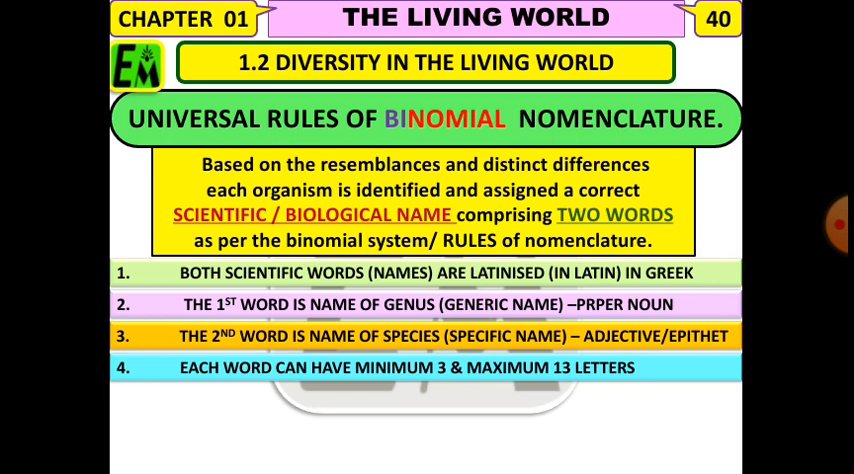 CHAPTER 01
THE LIVING WORLD
40
EM
1.2 DIVERSITY IN THE LIVING WORLD
UNIVERSAL RULES OF BINOMIAL NOMENCLATURE.
Based on the resemblances and distinct differences
each organism is identified and assigned a correct
SCIENTIFIC / BIOLOGICAL NAME comprising TWO WORDS
as per the binomial system/ RULES of nomenclature.
1. BOTH SCIENTIFIC WORDS (NAMES) ARE LATINISED (IN LATIN) IN GREEK
2. THE 1ST WORD IS NAME OF GENUS (GENERIC NAME) –PRPER NOUN
3. THE 2ND WORD IS NAME OF SPECIES (SPECIFIC NAME) – ADJECTIVE/EPITHET
4. EACH WORD CAN HAVE MINIMUM 3 & MAXIMUM 13 LETTERS